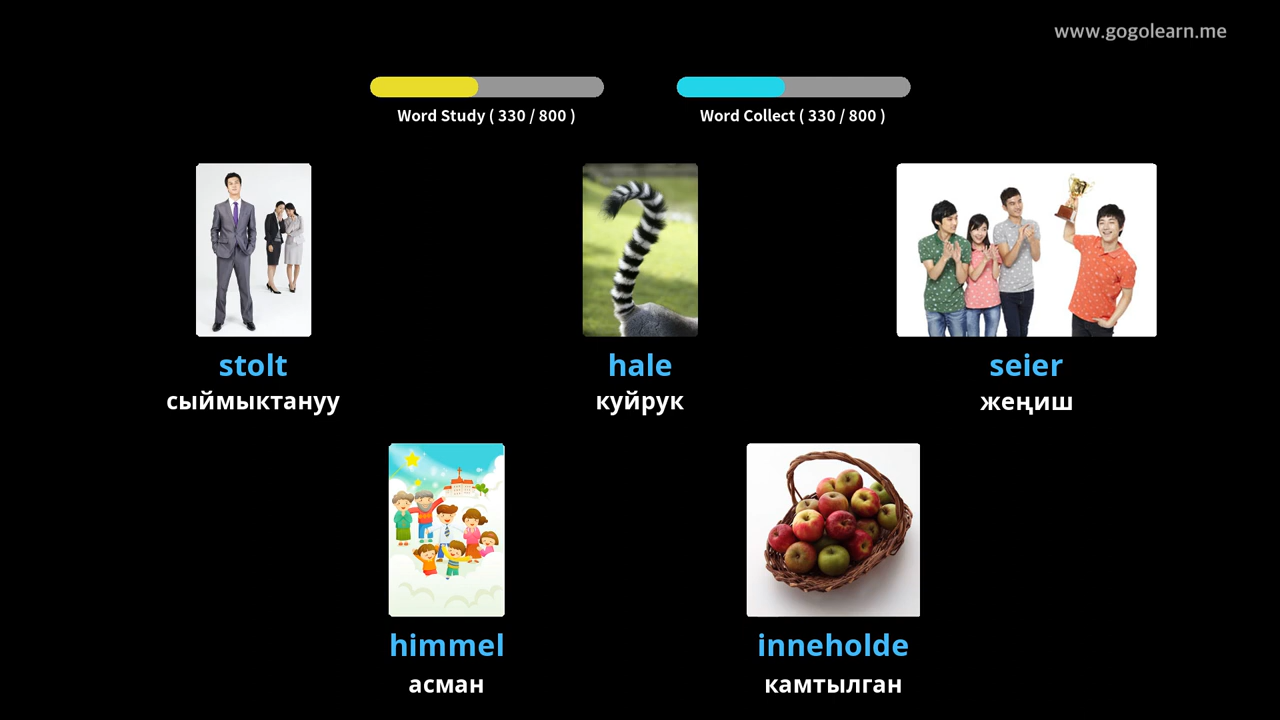 www.gogolearn.me
Word Study ( 330 / 800 )
Word Collect ( 330 / 800 )
stolt
сыймыктануу
hale
куйрук
seier
жеңиш
himmel
асман
inneholde
камтылган